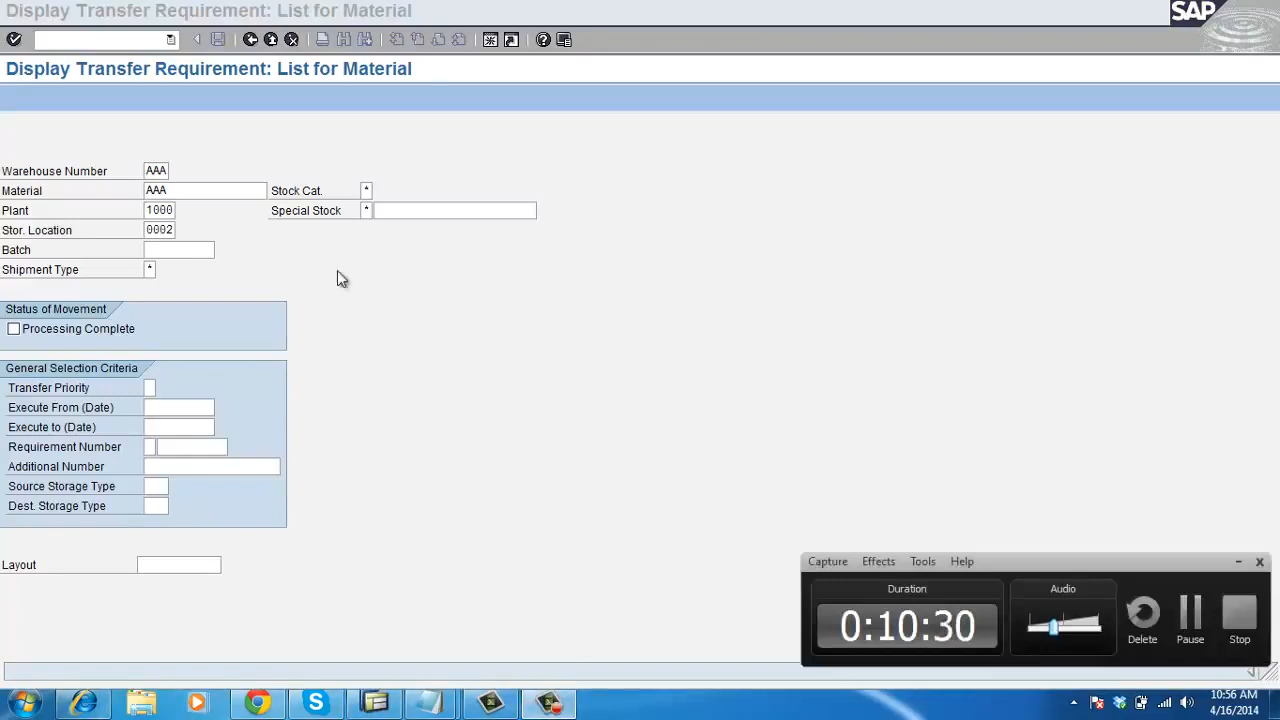 Display Transfer Requirement: List for Material
SAP
Display Transfer Requirement: List for Material
Warehouse Number AAA
Material AAA Stock Cat. *
Plant 1000 Special Stock *
Stor. Location 0002
Batch
Shipment Type *
Status of Movement
Processing Complete
General Selection Criteria
Transfer Priority
Execute From (Date)
Execute to (Date)
Requirement Number
Additional Number
Source Storage Type
Dest. Storage Type
Layout
Capture Effects Tools Help
Duration Audio
0:10:30
Delete Pause Stop
10:56 AM
4/16/2014